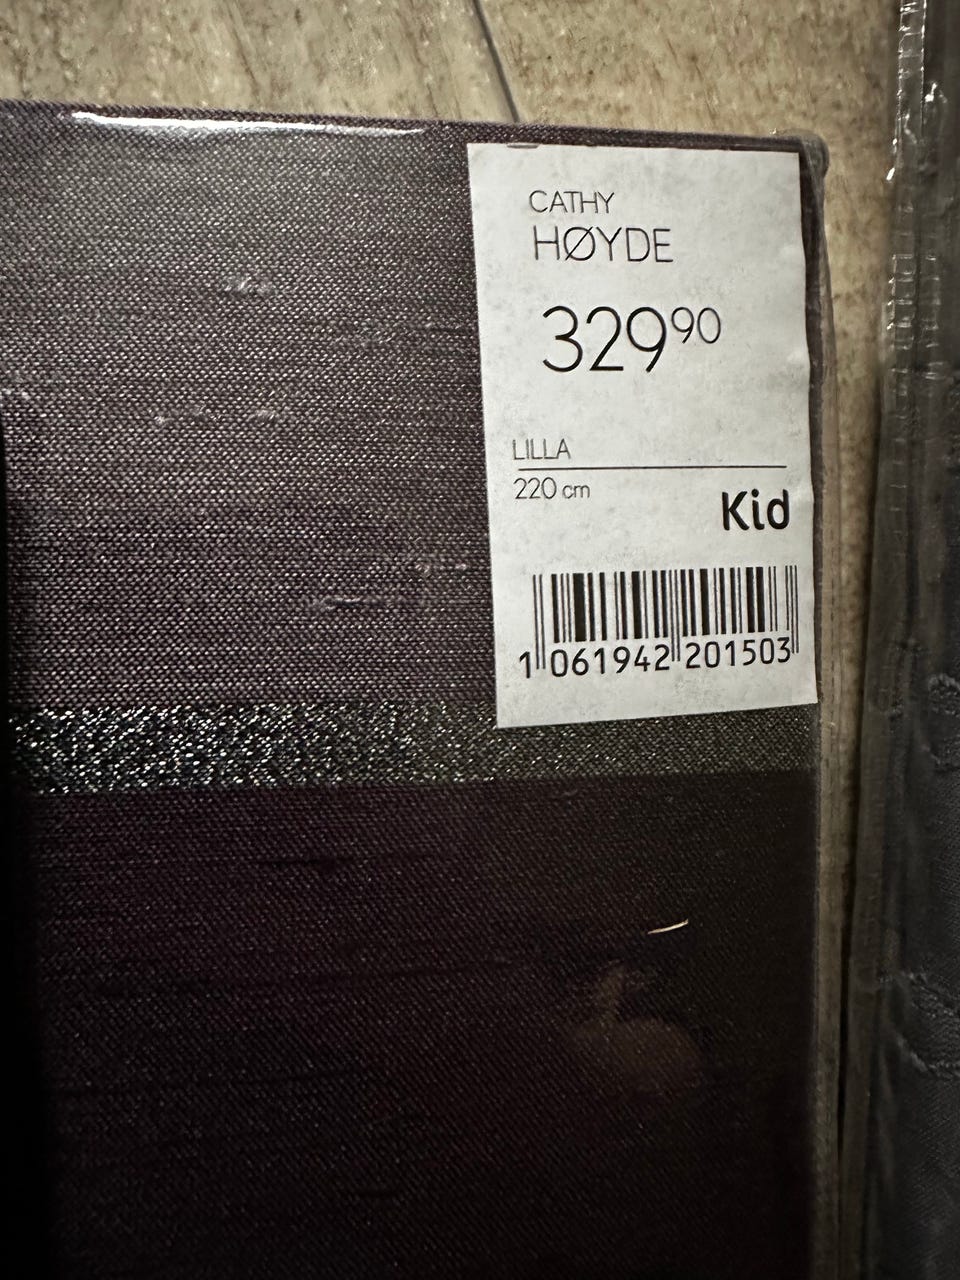 CATHY
HØYDE
329⁹⁰
LILLA
220 cm
Kid
1 061942 201503